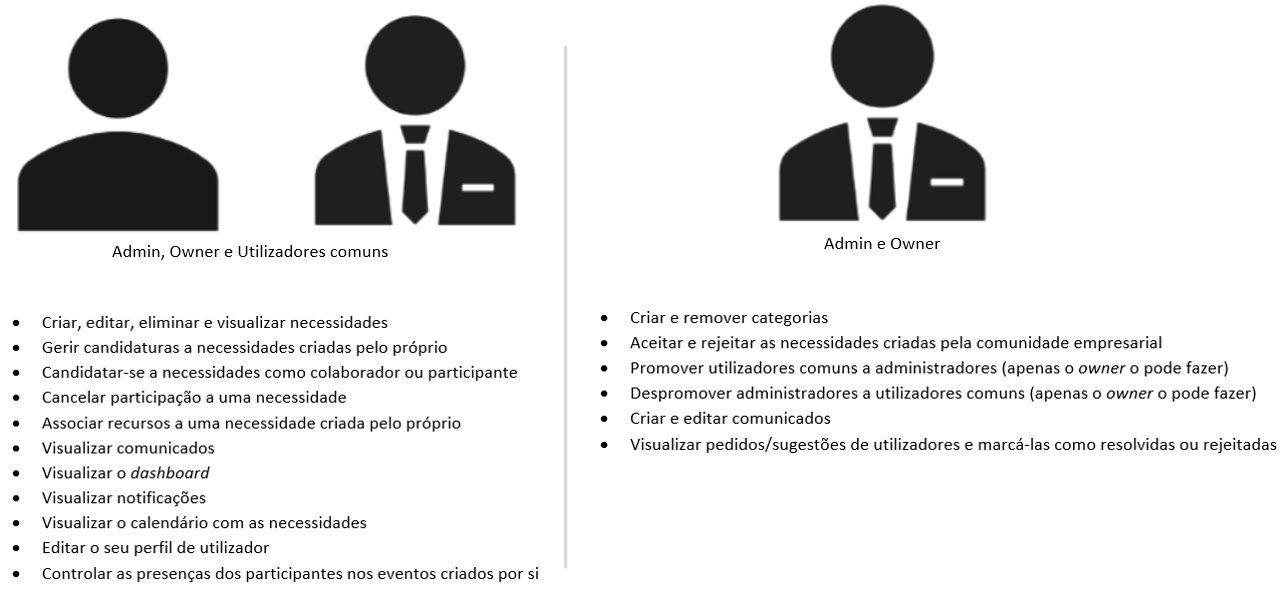 Admin, Owner e Utilizadores comuns
• Criar, editar, eliminar e visualizar necessidades
• Gerir candidaturas a necessidades criadas pelo próprio
• Candidatar-se a necessidades como colaborador ou participante
• Cancelar participação a uma necessidade
• Associar recursos a uma necessidade criada pelo próprio
• Visualizar comunicados
• Visualizar o dashboard
• Visualizar notificações
• Visualizar o calendário com as necessidades
• Editar o seu perfil de utilizador
• Controlar as presenças dos participantes nos eventos criados por si
Admin e Owner
• Criar e remover categorias
• Aceitar e rejeitar as necessidades criadas pela comunidade empresarial
• Promover utilizadores comuns a administradores (apenas o owner o pode fazer)
• Despromover administradores a utilizadores comuns (apenas o owner o pode fazer)
• Criar e editar comunicados
• Visualizar pedidos/sugestões de utilizadores e marcá-las como resolvidas ou rejeitadas